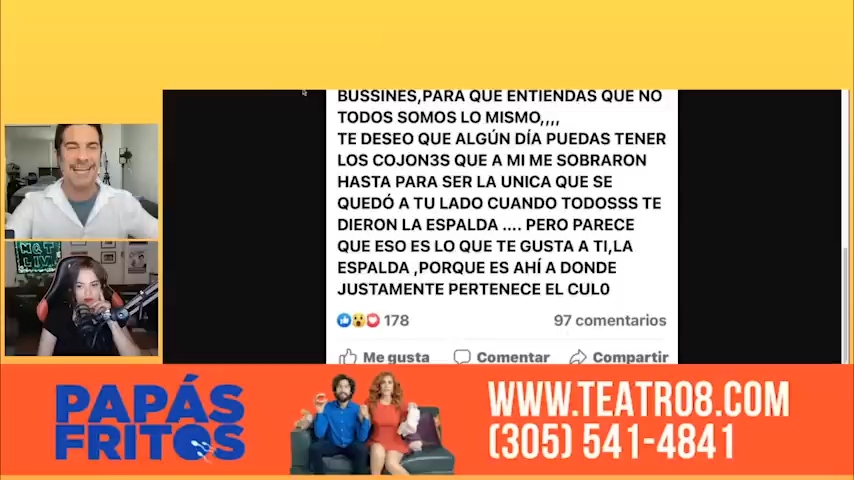 BUSSINES,PARA QUE ENTIENDAS QUE NO
TODOS SOMOS LO MISMO,,,,
TE DESEO QUE ALGÚN DÍA PUEDAS TENER
LOS COJON3S QUE A MI ME SOBRARON
HASTA PARA SER LA UNICA QUE SE
QUEDÓ A TU LADO CUANDO TODOSSS TE
DIERON LA ESPALDA .... PERO PARECE
QUE ESO ES LO QUE TE GUSTA A TI,LA
ESPALDA ,PORQUE ES AHÍ A DONDE
JUSTAMENTE PERTENECE EL CUL0
178
97 comentarios
Me gusta
Comentar
Compartir
PAPÁS
FRITOS
WWW.TEATRO8.COM
(305) 541-4841